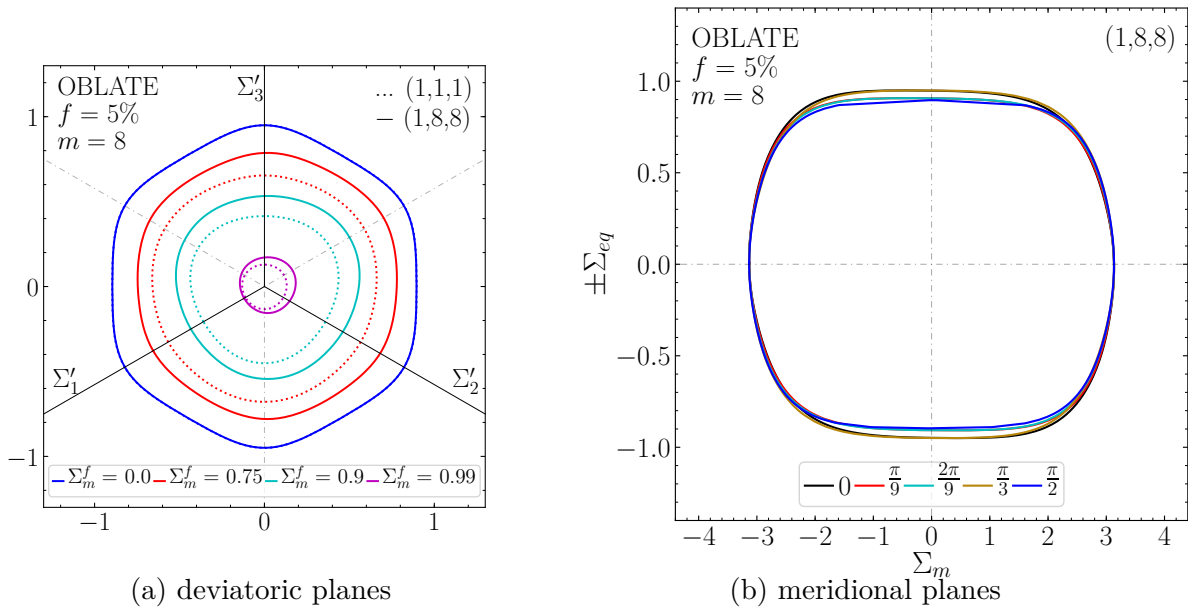 OBLATE
f = 5%
m = 8
Σ′₃
... (1,1,1)
– (1,8,8)
1
0
−1
Σ′₁
Σ′₂
Σᶠₘ = 0.0 Σᶠₘ = 0.75 Σᶠₘ = 0.9 Σᶠₘ = 0.99
−1 0 1
(a) deviatoric planes
OBLATE
f = 5%
m = 8
(1,8,8)
1.0
0.5
0.0
−0.5
−1.0
±Σ_{eq}
0 π/9 2π/9 π/3 π/2
−4 −3 −2 −1 0 1 2 3 4
Σₘ
(b) meridional planes